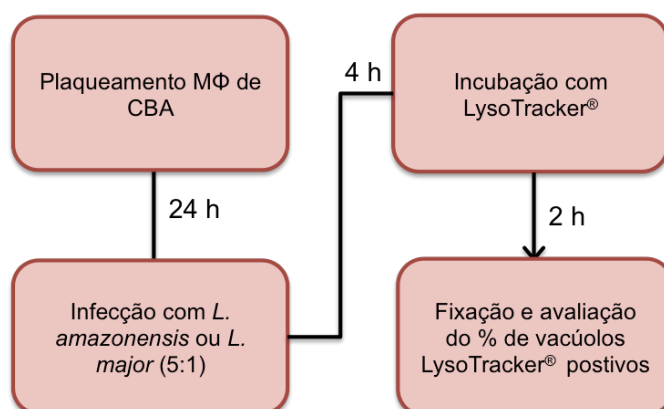 Plaqueamento MΦ de
CBA
24 h
Infecção com L.
amazonensis ou L.
major (5:1)
4 h
Incubação com
LysoTracker®
2 h
Fixação e avaliação
do % de vacúolos
LysoTracker® postivos